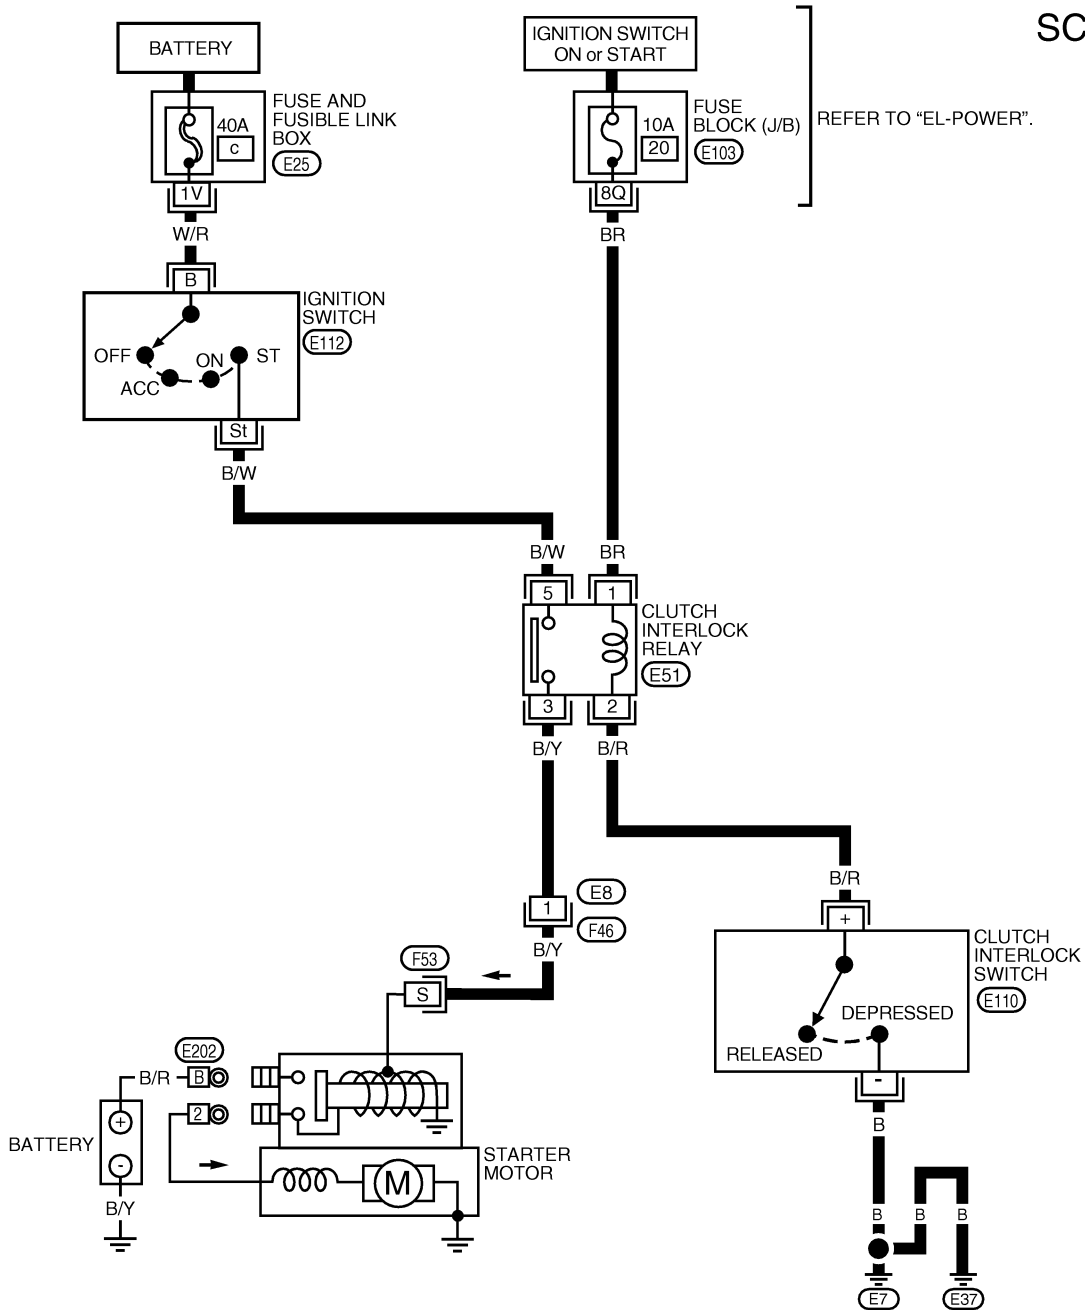 SC
BATTERY
IGNITION SWITCH
ON or START
FUSE AND
FUSIBLE LINK
BOX
40A
c
E25
10A
20
FUSE
BLOCK (J/B)
E103
REFER TO “EL-POWER”.
1V
8Q
W/R
BR
B
IGNITION
SWITCH
E112
OFF
ACC
ON
ST
St
B/W
B/W
BR
5
1
CLUTCH
INTERLOCK
RELAY
E51
3
2
B/Y
B/R
B/R
1
E8
F46
B/Y
+
CLUTCH
INTERLOCK
SWITCH
E110
DEPRESSED
RELEASED
-
F53
S
E202
B/R
B
2
BATTERY
+
-
B/Y
STARTER
MOTOR
M
B
B
B
B
E7
E37